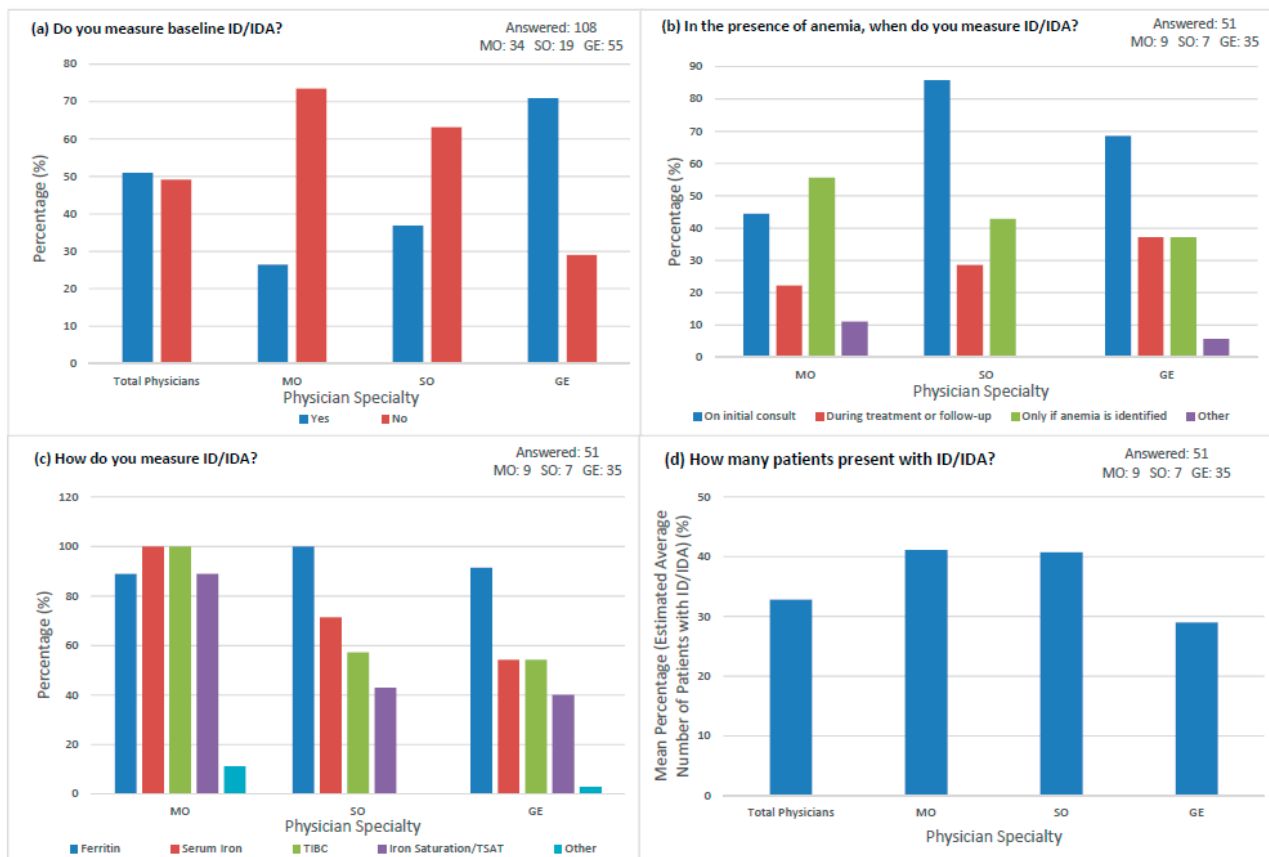 (a) Do you measure baseline ID/IDA?
Answered: 108
MO: 34 SO: 19 GE: 55
Percentage (%)
80
70
60
50
40
30
20
10
0
Total Physicians MO SO GE
Physician Specialty
Yes No
(b) In the presence of anemia, when do you measure ID/IDA?
Answered: 51
MO: 9 SO: 7 GE: 35
Percentage (%)
90
80
70
60
50
40
30
20
10
0
MO SO GE
Physician Specialty
On initial consult During treatment or follow-up Only if anemia is identified Other
(c) How do you measure ID/IDA?
Answered: 51
MO: 9 SO: 7 GE: 35
Percentage (%)
120
100
80
60
40
20
0
MO SO GE
Physician Specialty
Ferritin Serum Iron TIBC Iron Saturation/TSAT Other
(d) How many patients present with ID/IDA?
Answered: 51
MO: 9 SO: 7 GE: 35
Mean Percentage (Estimated Average
Number of Patients with ID/IDA) (%)
50
40
30
20
10
0
Total Physicians MO SO GE
Physician Specialty